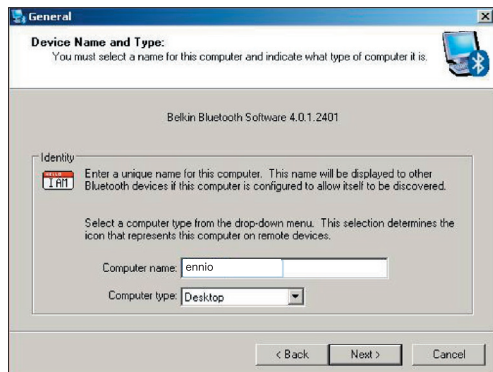 General
Device Name and Type:
You must select a name for this computer and indicate what type of computer it is.
Belkin Bluetooth Software 4.0.1.2401
Identity
HELLO
I AM
Enter a unique name for this computer. This name will be displayed to other
Bluetooth devices if this computer is configured to allow itself to be discovered.
Select a computer type from the drop-down menu. This selection determines the
icon that represents this computer on remote devices.
Computer name: ennio
Computer type: Desktop
< Back Next > Cancel